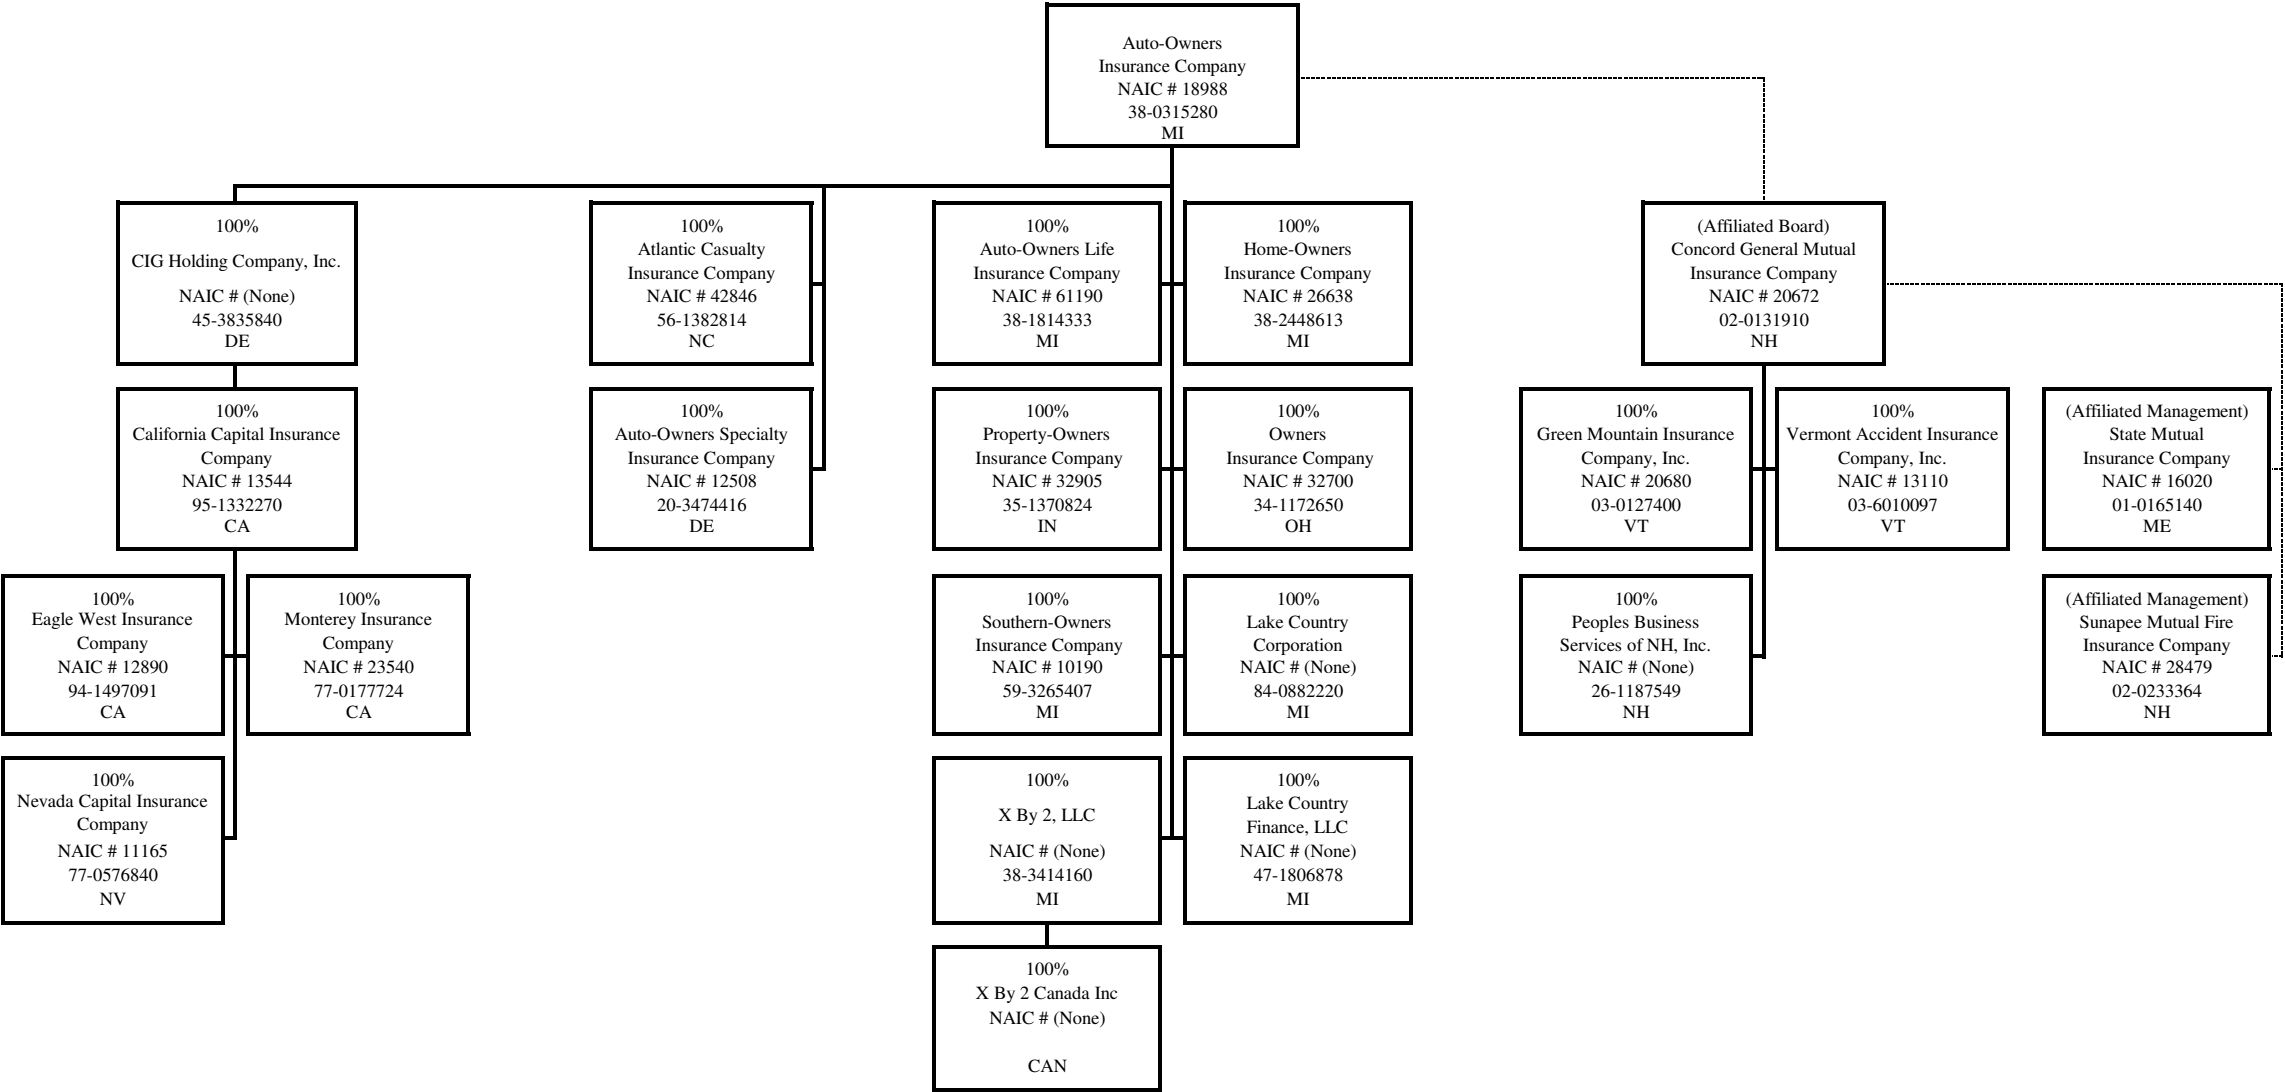 Auto-Owners
Insurance Company
NAIC # 18988
38-0315280
MI
100%
CIG Holding Company, Inc.
NAIC # (None)
45-3835840
DE
100%
Atlantic Casualty
Insurance Company
NAIC # 42846
56-1382814
NC
100%
Auto-Owners Life
Insurance Company
NAIC # 61190
38-1814333
MI
100%
Home-Owners
Insurance Company
NAIC # 26638
38-2448613
MI
(Affiliated Board)
Concord General Mutual
Insurance Company
NAIC # 20672
02-0131910
NH
100%
California Capital Insurance
Company
NAIC # 13544
95-1332270
CA
100%
Auto-Owners Specialty
Insurance Company
NAIC # 12508
20-3474416
DE
100%
Property-Owners
Insurance Company
NAIC # 32905
35-1370824
IN
100%
Owners
Insurance Company
NAIC # 32700
34-1172650
OH
100%
Green Mountain Insurance
Company, Inc.
NAIC # 20680
03-0127400
VT
100%
Vermont Accident Insurance
Company, Inc.
NAIC # 13110
03-6010097
VT
(Affiliated Management)
State Mutual
Insurance Company
NAIC # 16020
01-0165140
ME
100%
Eagle West Insurance
Company
NAIC # 12890
94-1497091
CA
100%
Monterey Insurance
Company
NAIC # 23540
77-0177724
CA
100%
Southern-Owners
Insurance Company
NAIC # 10190
59-3265407
MI
100%
Lake Country
Corporation
NAIC # (None)
84-0882220
MI
100%
Peoples Business
Services of NH, Inc.
NAIC # (None)
26-1187549
NH
(Affiliated Management)
Sunapee Mutual Fire
Insurance Company
NAIC # 28479
02-0233364
NH
100%
Nevada Capital Insurance
Company
NAIC # 11165
77-0576840
NV
100%
X By 2, LLC
NAIC # (None)
38-3414160
MI
100%
Lake Country
Finance, LLC
NAIC # (None)
47-1806878
MI
100%
X By 2 Canada Inc
NAIC # (None)
CAN